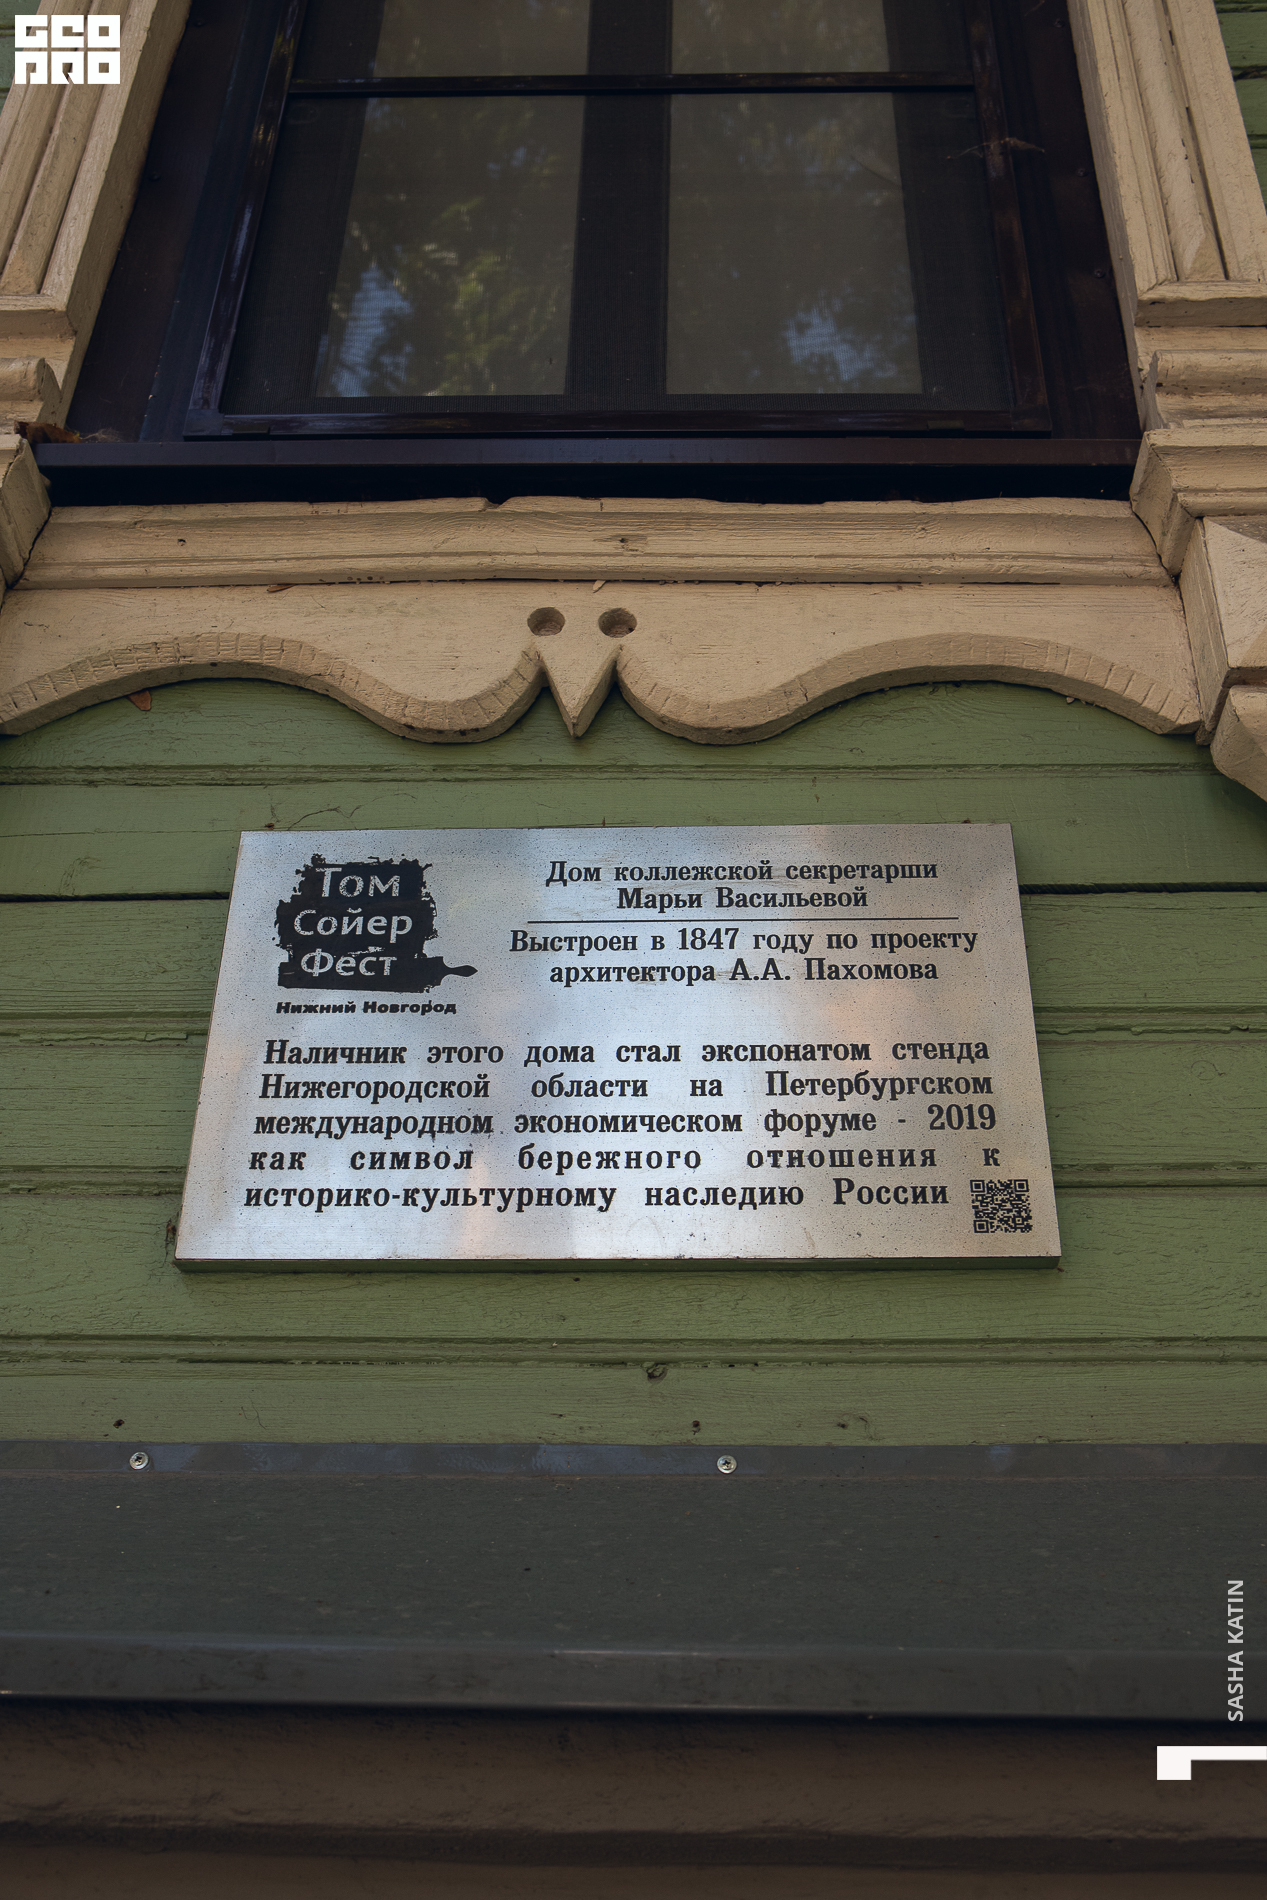 GEO
PRO
Том
Сойер
Фест
Нижний Новгород
Дом коллежской секретарши
Марьи Васильевой
Выстроен в 1847 году по проекту
архитектора А.А. Пахомова
Наличник этого дома стал экспонатом стенда
Нижегородской области на Петербургском
международном экономическом форуме - 2019
как символ бережного отношения к
историко-культурному наследию России
SASHA KATIN